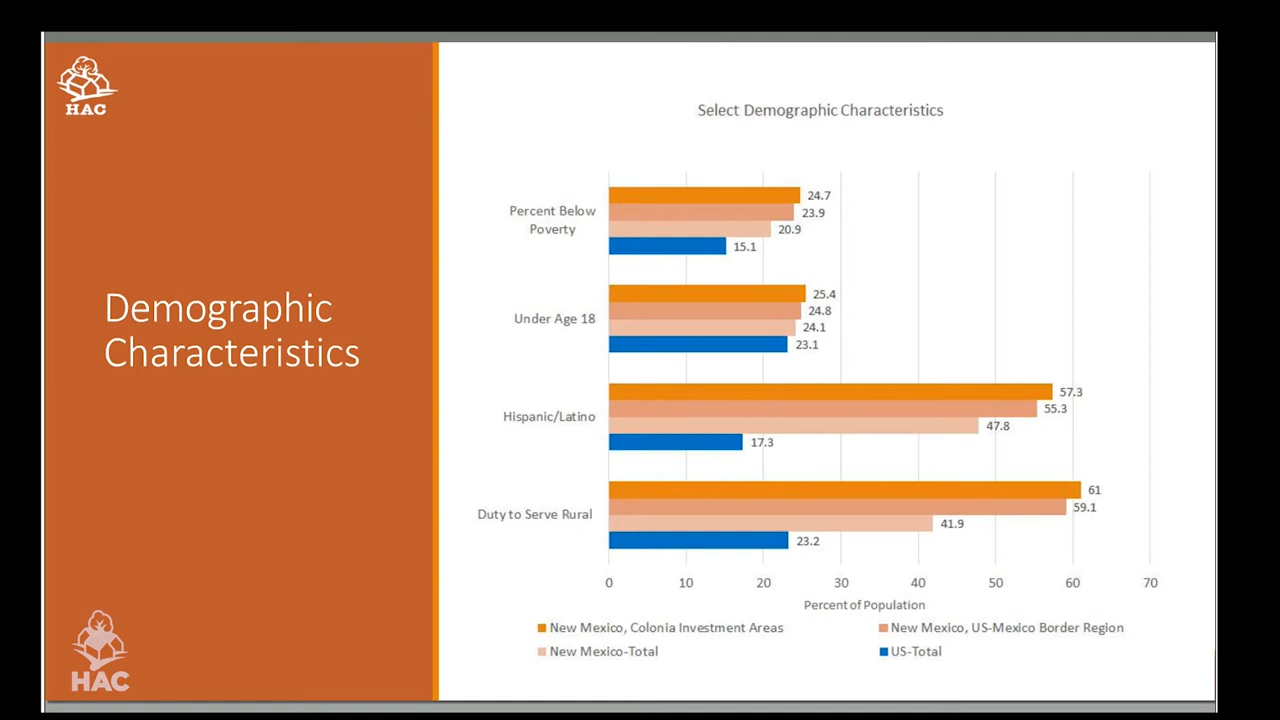 HAC
Demographic
Characteristics
HAC
Select Demographic Characteristics
Percent Below
Poverty
24.7
23.9
20.9
15.1
Under Age 18
25.4
24.8
24.1
23.1
Hispanic/Latino
57.3
55.3
47.8
17.3
Duty to Serve Rural
61
59.1
41.9
23.2
0 10 20 30 40 50 60 70
Percent of Population
New Mexico, Colonia Investment Areas
New Mexico, US-Mexico Border Region
New Mexico-Total
US-Total